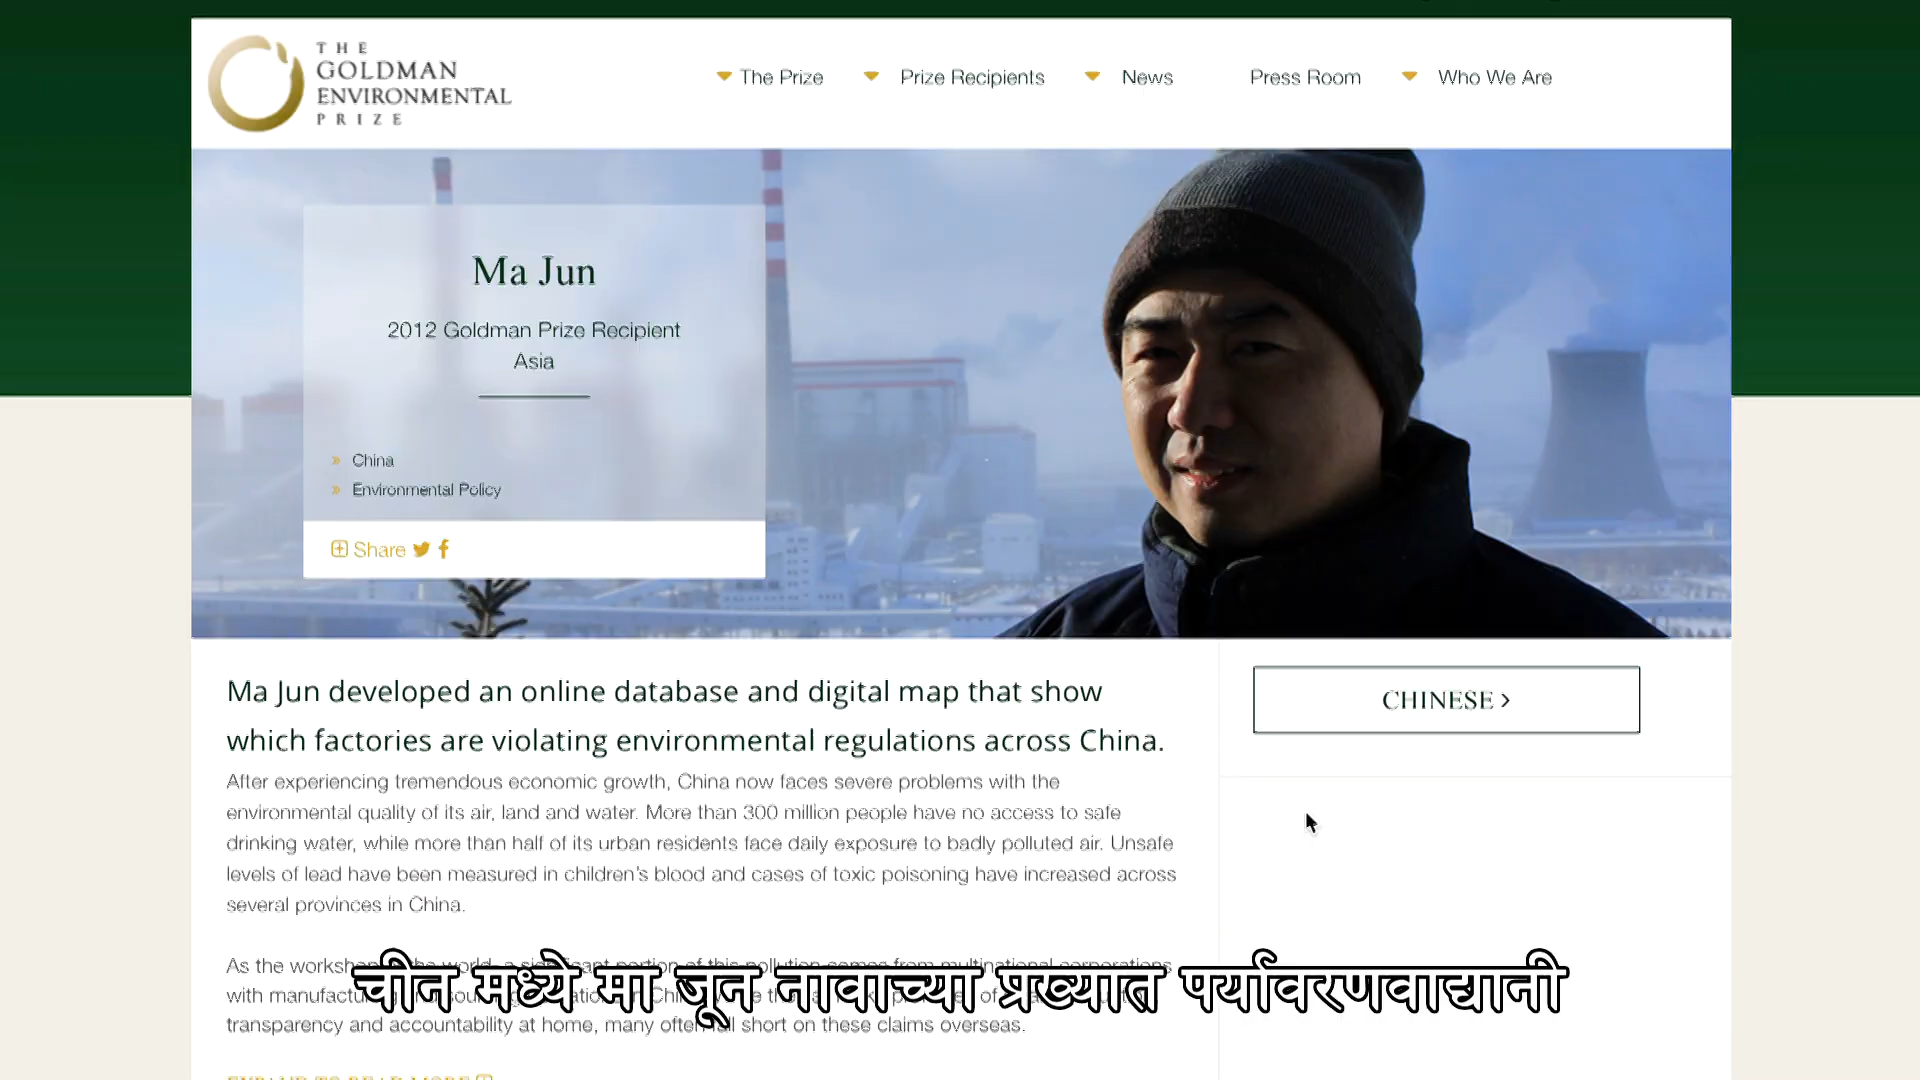 THE
GOLDMAN
ENVIRONMENTAL
PRIZE
The Prize
Prize Recipients
News
Press Room
Who We Are
Ma Jun
2012 Goldman Prize Recipient
Asia
» China
» Environmental Policy
Share
Ma Jun developed an online database and digital map that show
which factories are violating environmental regulations across China.
CHINESE ›
After experiencing tremendous economic growth, China now faces severe problems with the
environmental quality of its air, land and water. More than 300 million people have no access to safe
drinking water, while more than half of its urban residents face daily exposure to badly polluted air. Unsafe
levels of lead have been measured in children's blood and cases of toxic poisoning have increased across
several provinces in China.
As the workshop
चीन मध्ये मा जून नावाच्या प्रख्यात पर्यावरणवाद्यानी
transparency and accountability at home, many often fall short on these claims overseas.
EXPAND TO READ MORE